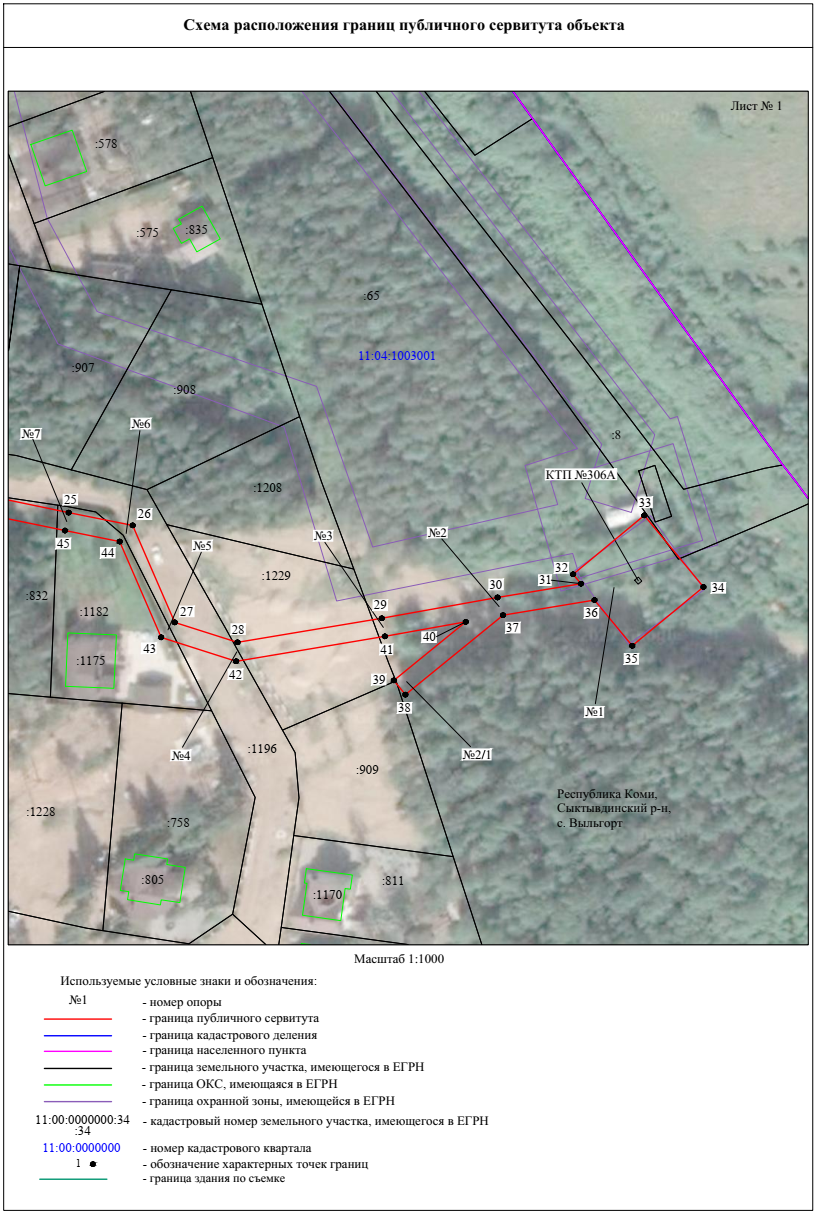 Схема расположения границ публичного сервитута объекта
Лист № 1
:578
:575
:835
:65
11:04:1003001
:907
:908
№6
№7
:8
КТП №306А
:1208
25
26
33
№3
№2
45
44
№5
:1229
32
31
34
:832
:1182
27
28
29
30
36
37
:1175
43
42
41
40
35
39
38
№1
№4
:1196
№2/1
:909
Республика Коми,
Сыктывдинский р-н,
с. Выльгорт
:1228
:758
:805
:1170
:811
Масштаб 1:1000
Используемые условные знаки и обозначения:
№1 - номер опоры
- граница публичного сервитута
- граница кадастрового деления
- граница населенного пункта
- граница земельного участка, имеющегося в ЕГРН
- граница ОКС, имеющаяся в ЕГРН
- граница охранной зоны, имеющейся в ЕГРН
11:00:0000000:34 - кадастровый номер земельного участка, имеющегося в ЕГРН
:34
11:00:0000000 - номер кадастрового квартала
1 - обозначение характерных точек границ
- граница здания по съемке